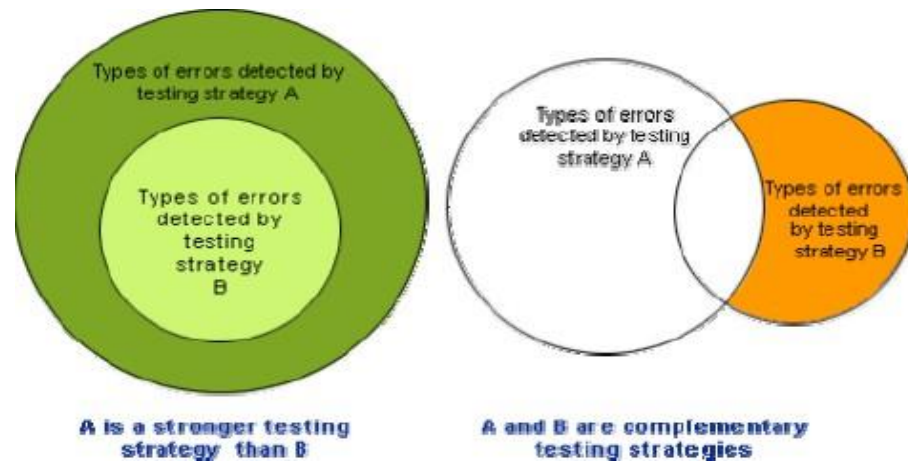 Types of errors detected by
testing strategy A
Types of errors
detected by
testing
strategy
B
A is a stronger testing
strategy than B
Types of errors
detected by testing
strategy A
Types of errors
detected
by testing
strategy B
A and B are complementary
testing strategies